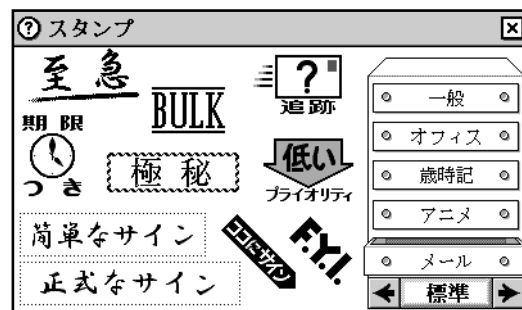 スタンプ
至急
BULK
?
追跡
期限
つき
極秘
低い
プライオリティ
簡単なサイン
正式なサイン
ココにサイン
F.Y.I.
一般
オフィス
歳時記
アニメ
メール
標準